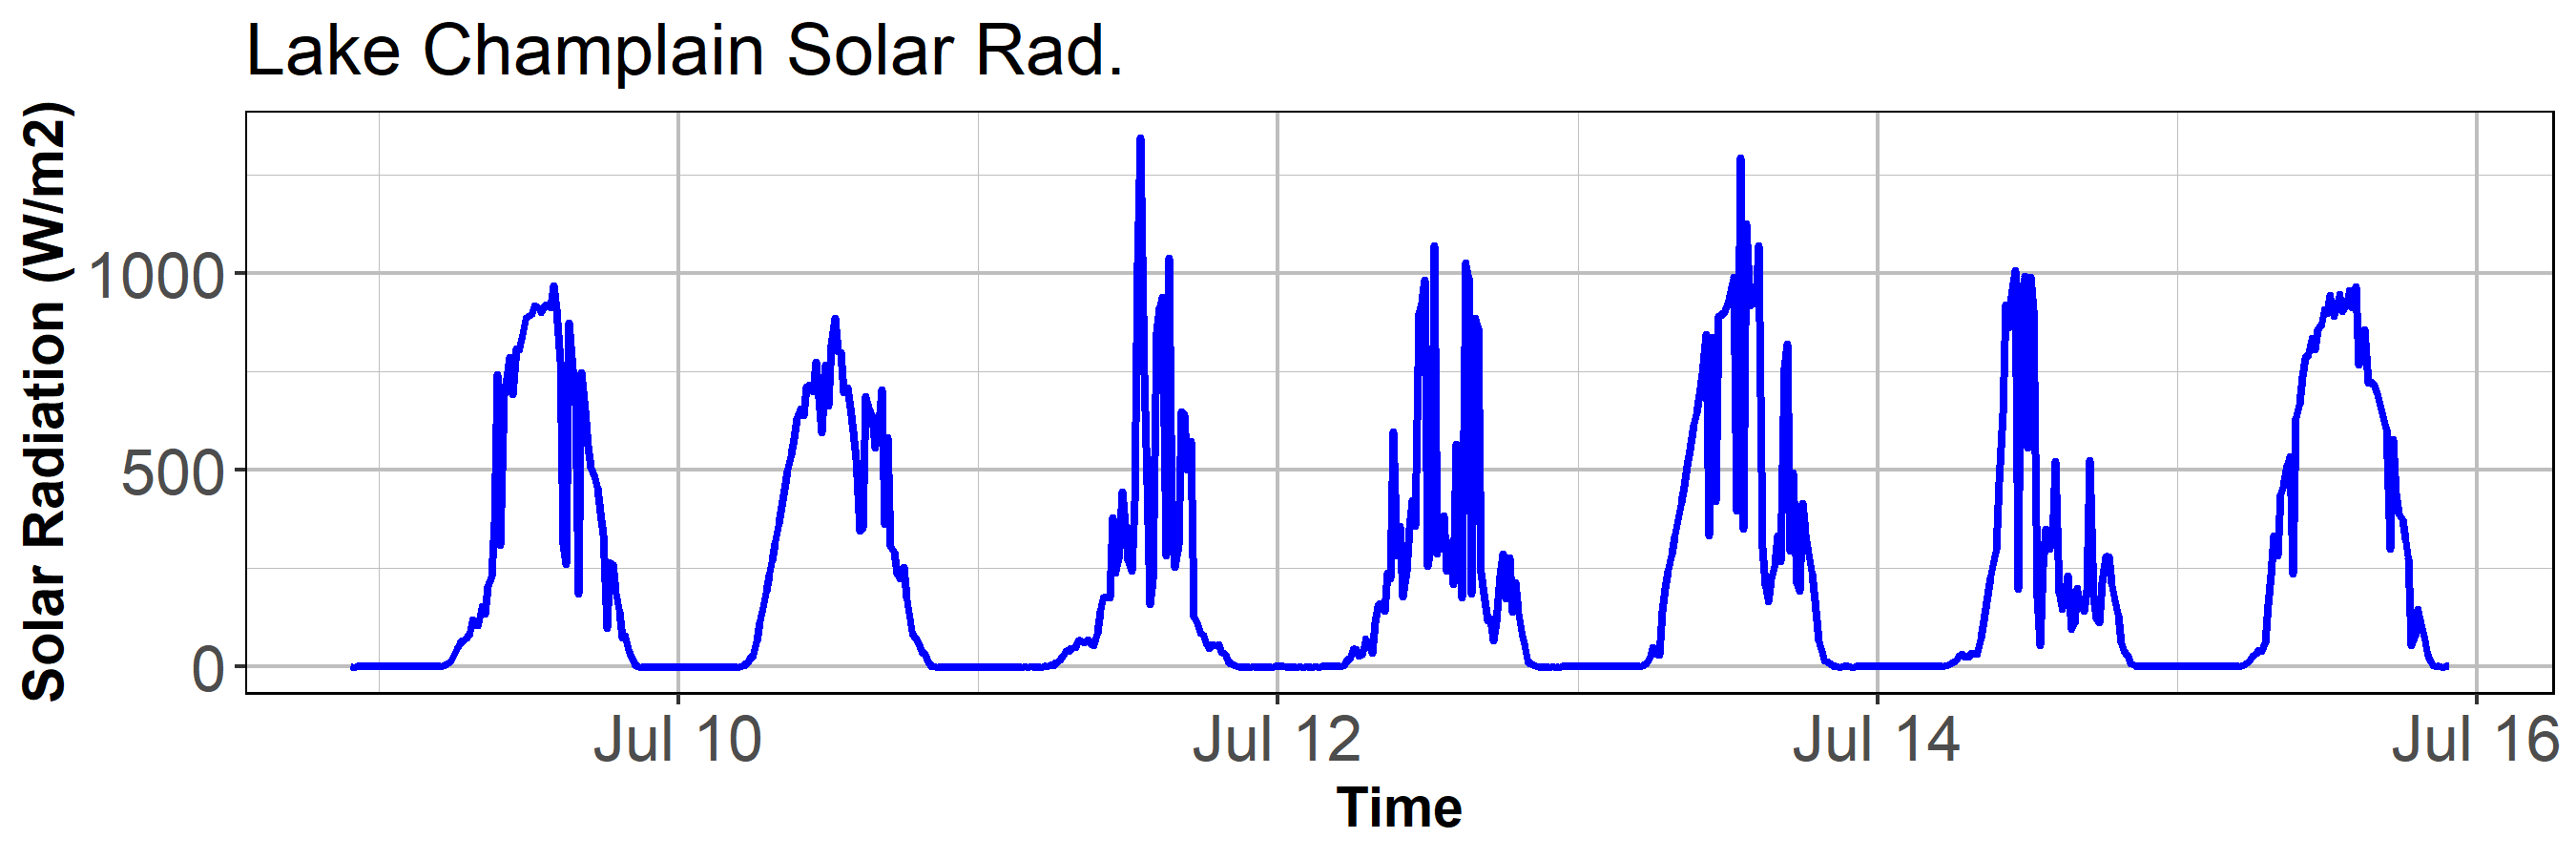 Lake Champlain Solar Rad.
Solar Radiation (W/m2)
1000
500
0
Jul 10
Jul 12
Jul 14
Jul 16
Time